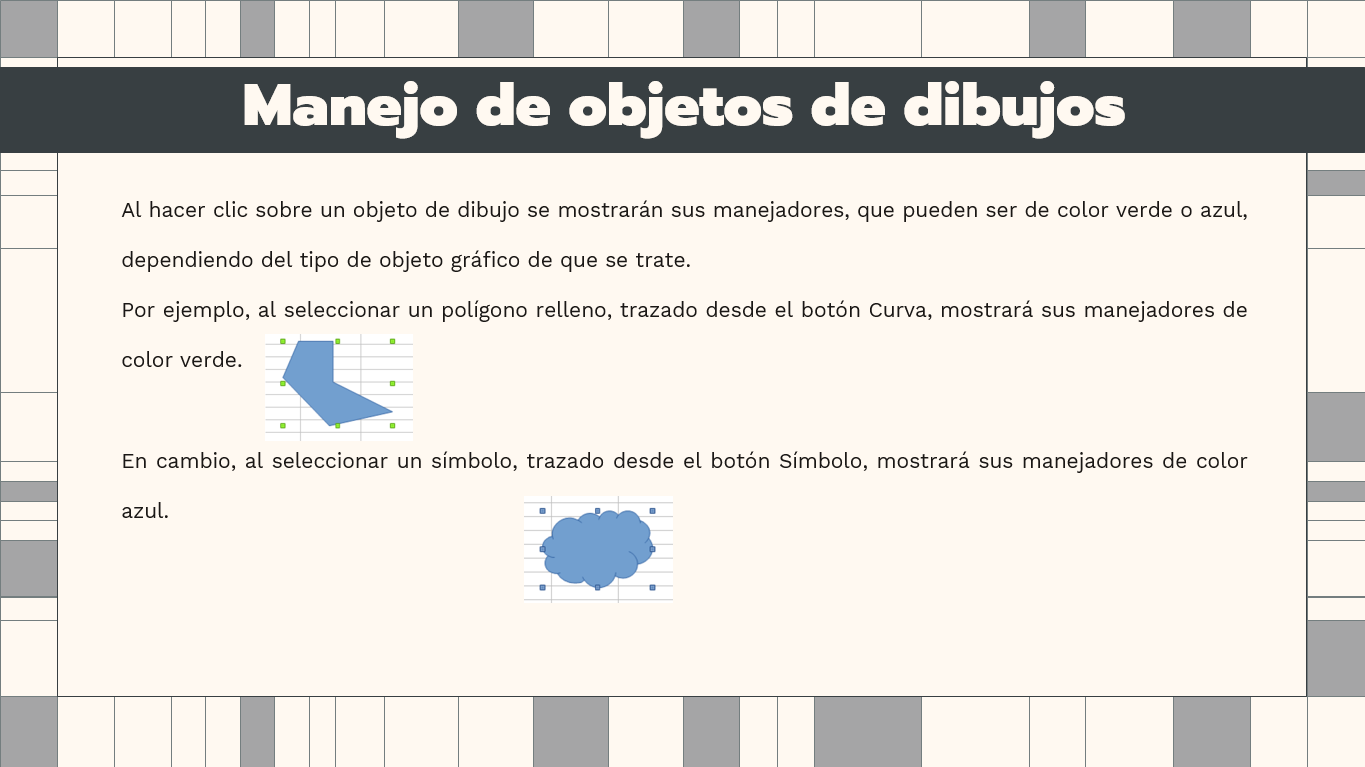 Manejo de objetos de dibujos
Al hacer clic sobre un objeto de dibujo se mostrarán sus manejadores, que pueden ser de color verde o azul,
dependiendo del tipo de objeto gráfico de que se trate.
Por ejemplo, al seleccionar un polígono relleno, trazado desde el botón Curva, mostrará sus manejadores de
color verde.
En cambio, al seleccionar un símbolo, trazado desde el botón Símbolo, mostrará sus manejadores de color
azul.